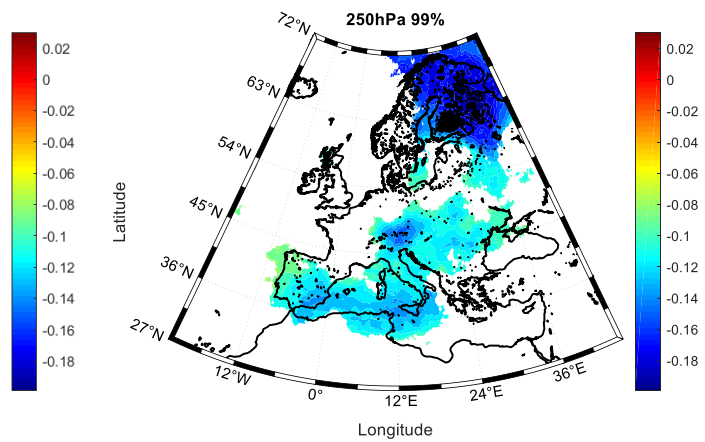 250hPa 99%
72°N
63°N
54°N
45°N
36°N
27°N
12°W
0°
12°E
24°E
36°E
Latitude
Longitude
0.02
0
-0.02
-0.04
-0.06
-0.08
-0.1
-0.12
-0.14
-0.16
-0.18
0.02
0
-0.02
-0.04
-0.06
-0.08
-0.1
-0.12
-0.14
-0.16
-0.18